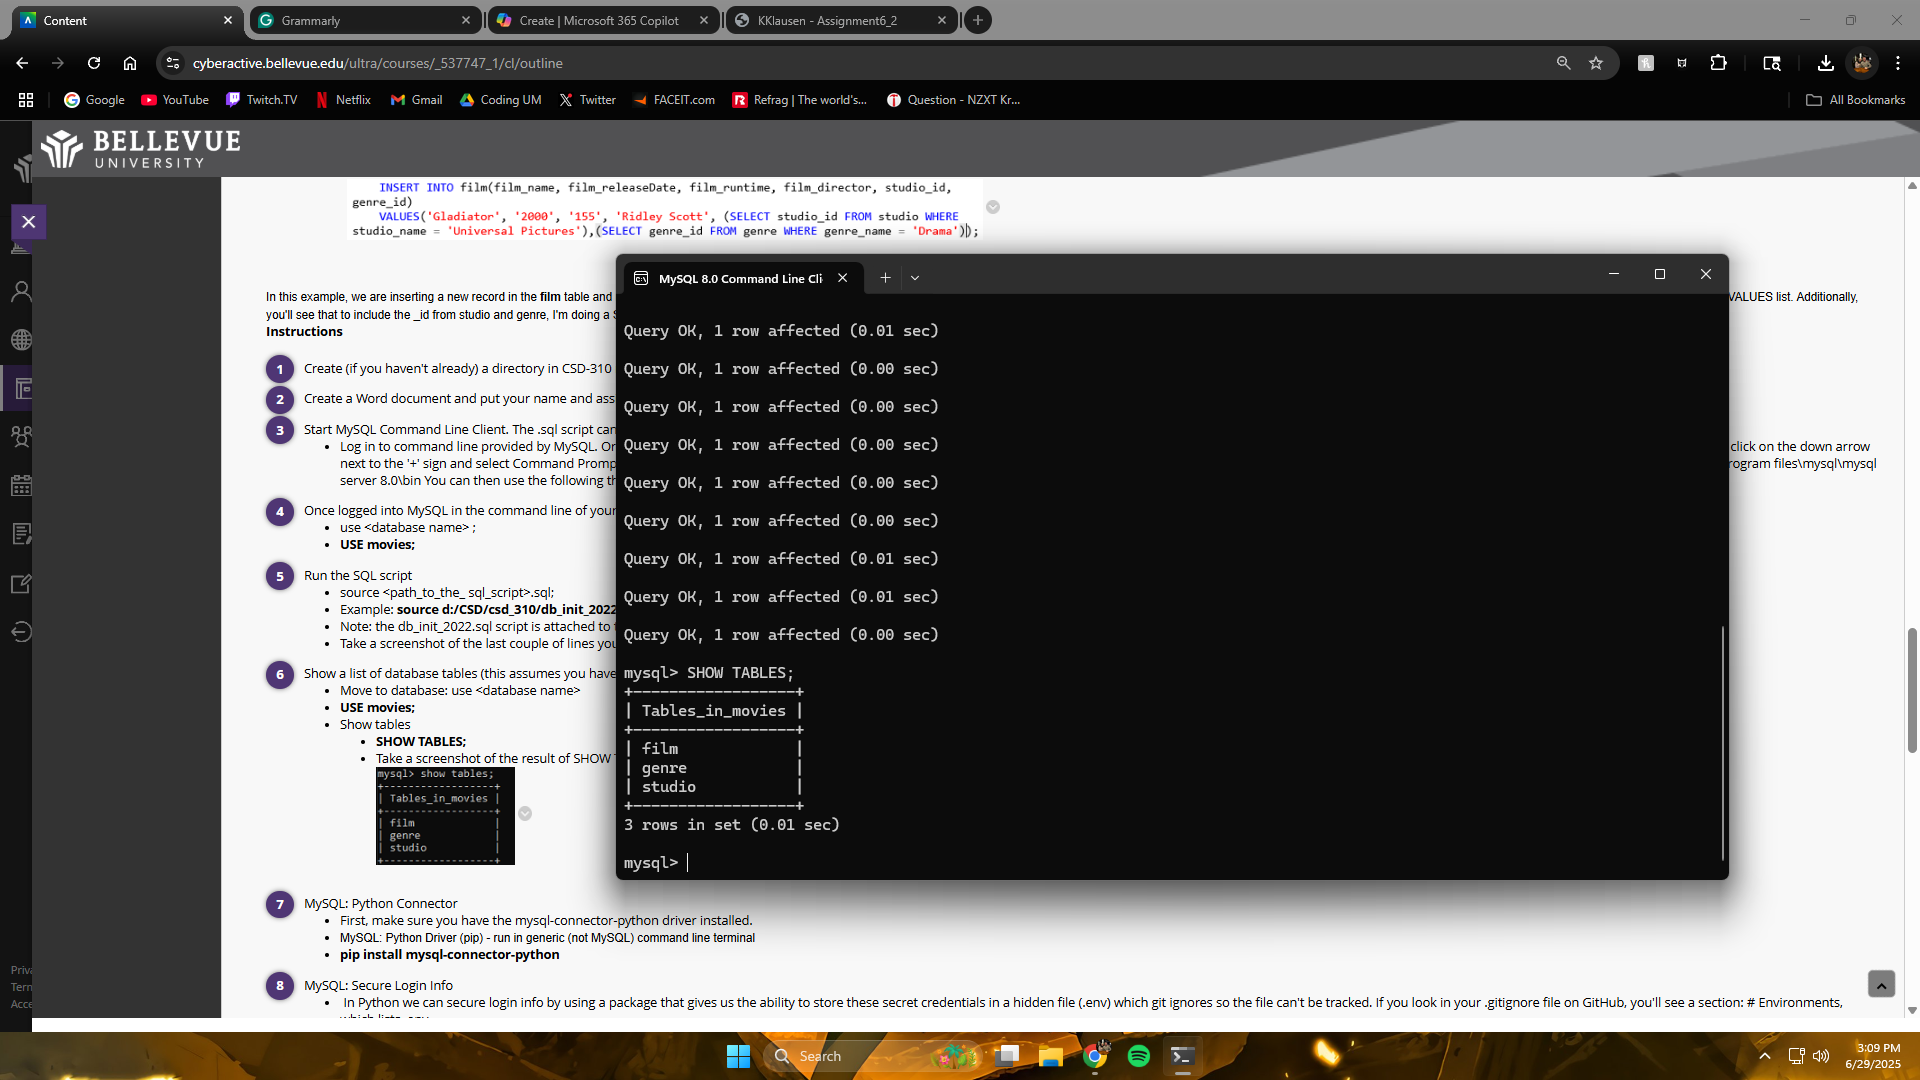 Content
Grammarly
Create | Microsoft 365 Copilot
KKlausen - Assignment6_2
cyberactive.bellevue.edu/ultra/courses/_537747_1/cl/outline
Google
YouTube
Twitch.TV
Netflix
Gmail
Coding UM
Twitter
FACEIT.com
Refrag | The world's...
Question - NZXT Kr...
All Bookmarks
BELLEVUE
UNIVERSITY
INSERT INTO film(film_name, film_releaseDate, film_runtime, film_director, studio_id,
genre_id)
VALUES('Gladiator', '2000', '155', 'Ridley Scott', (SELECT studio_id FROM studio WHERE
studio_name = 'Universal Pictures'),(SELECT genre_id FROM genre WHERE genre_name = 'Drama'));
In this example, we are inserting a new record in the film table and
VALUES list. Additionally,
you'll see that to include the _id from studio and genre, I'm doing a
Instructions
1 Create (if you haven't already) a directory in CSD-310
2 Create a Word document and put your name and ass
3 Start MySQL Command Line Client. The .sql script can
• Log in to command line provided by MySQL. Or
click on the down arrow
next to the '+' sign and select Command Promp
rogram files\mysql\mysql
server 8.0\bin You can then use the following th
4 Once logged into MySQL in the command line of your
• use <database name> ;
• USE movies;
5 Run the SQL script
• source <path_to_the_ sql_script>.sql;
• Example: source d:/CSD/csd_310/db_init_2022
• Note: the db_init_2022.sql script is attached to
• Take a screenshot of the last couple of lines you
6 Show a list of database tables (this assumes you have
• Move to database: use <database name>
• USE movies;
• Show tables
• SHOW TABLES;
• Take a screenshot of the result of SHOW
mysql> show tables;
+------------------+
| Tables_in_movies |
+------------------+
| film |
| genre |
| studio |
+------------------+
7 MySQL: Python Connector
• First, make sure you have the mysql-connector-python driver installed.
• MySQL: Python Driver (pip) - run in generic (not MySQL) command line terminal
• pip install mysql-connector-python
8 MySQL: Secure Login Info
• In Python we can secure login info by using a package that gives us the ability to store these secret credentials in a hidden file (.env) which git ignores so the file can't be tracked. If you look in your .gitignore file on GitHub, you'll see a section: # Environments,
Priva
Term
Acce
MySQL 8.0 Command Line Cli
Query OK, 1 row affected (0.01 sec)
Query OK, 1 row affected (0.00 sec)
Query OK, 1 row affected (0.00 sec)
Query OK, 1 row affected (0.00 sec)
Query OK, 1 row affected (0.00 sec)
Query OK, 1 row affected (0.00 sec)
Query OK, 1 row affected (0.01 sec)
Query OK, 1 row affected (0.01 sec)
Query OK, 1 row affected (0.00 sec)
mysql> SHOW TABLES;
+------------------+
| Tables_in_movies |
+------------------+
| film |
| genre |
| studio |
+------------------+
3 rows in set (0.01 sec)
mysql>
Search
3:09 PM
6/29/2025